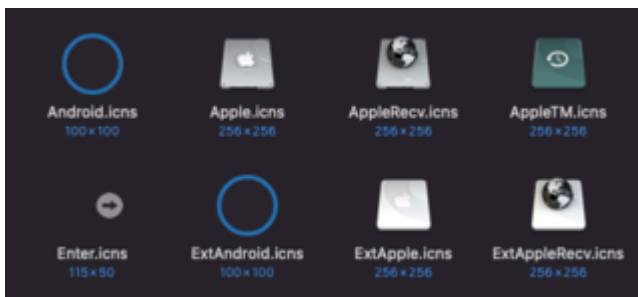 Android.icns
Apple.icns
AppleRecv.icns
AppleTM.icns
100×100
256×256
256×256
256×256
Enter.icns
ExtAndroid.icns
ExtApple.icns
ExtAppleRecv.icns
115×50
100×100
256×256
256×256